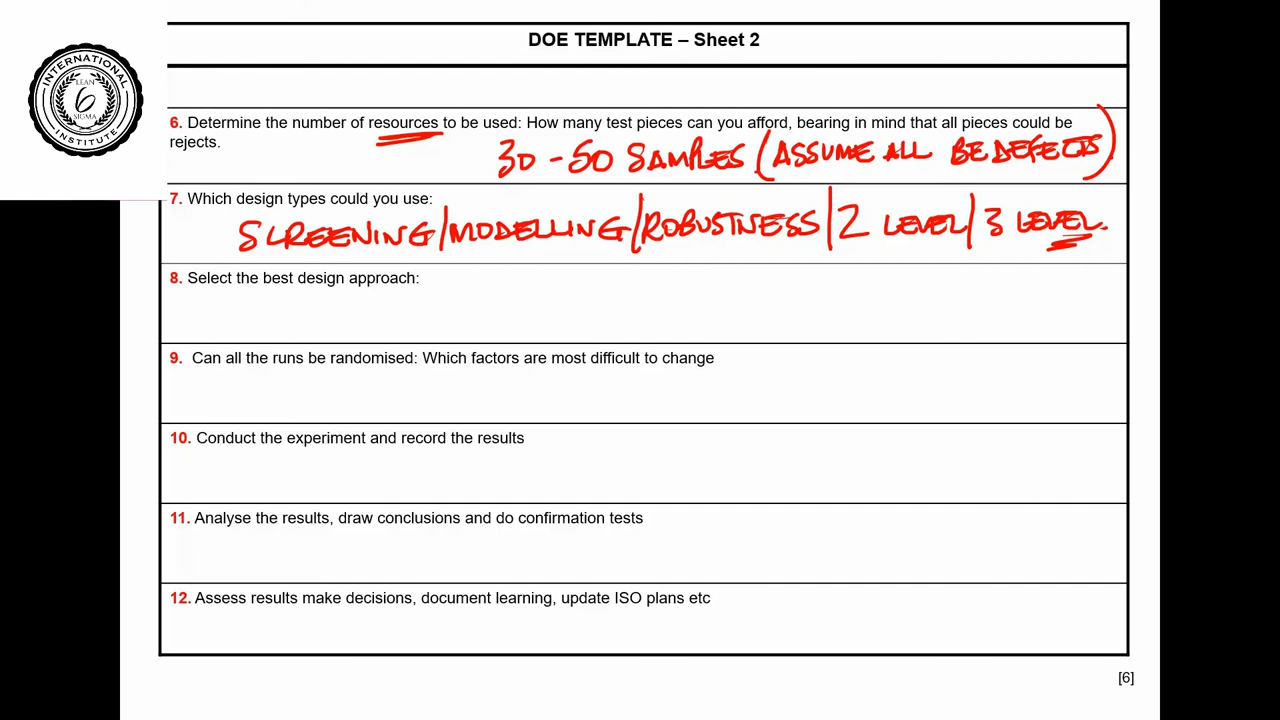 INTERNATIONAL
LEAN
6
SIGMA
INSTITUTE
DOE TEMPLATE – Sheet 2
6. Determine the number of resources to be used: How many test pieces can you afford, bearing in mind that all pieces could be
rejects.
30 - 50 SAMPLES (ASSUME ALL BE DEFECTS)
7. Which design types could you use:
SCREENING/MODELLING/ROBUSTNESS/2 LEVEL/3 LEVEL.
8. Select the best design approach:
9. Can all the runs be randomised: Which factors are most difficult to change
10. Conduct the experiment and record the results
11. Analyse the results, draw conclusions and do confirmation tests
12. Assess results make decisions, document learning, update ISO plans etc
[6]